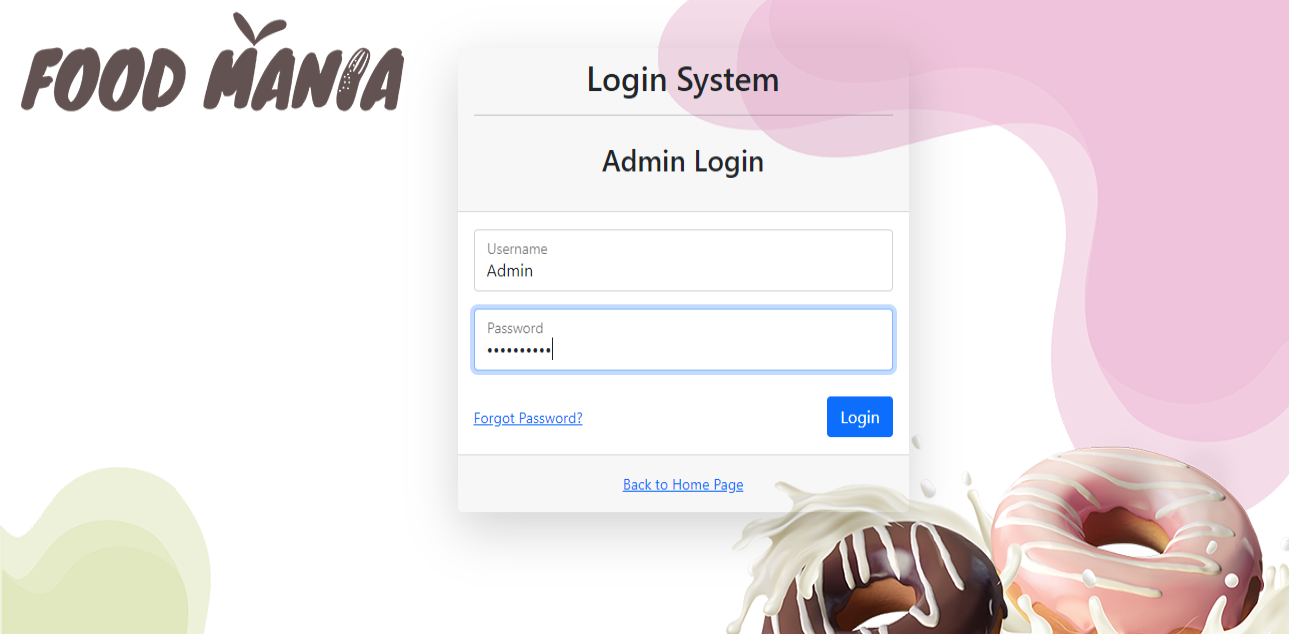 FOOD MANIA
Login System
Admin Login
Username
Admin
Password
••••••••••
Forgot Password?
Login
Back to Home Page